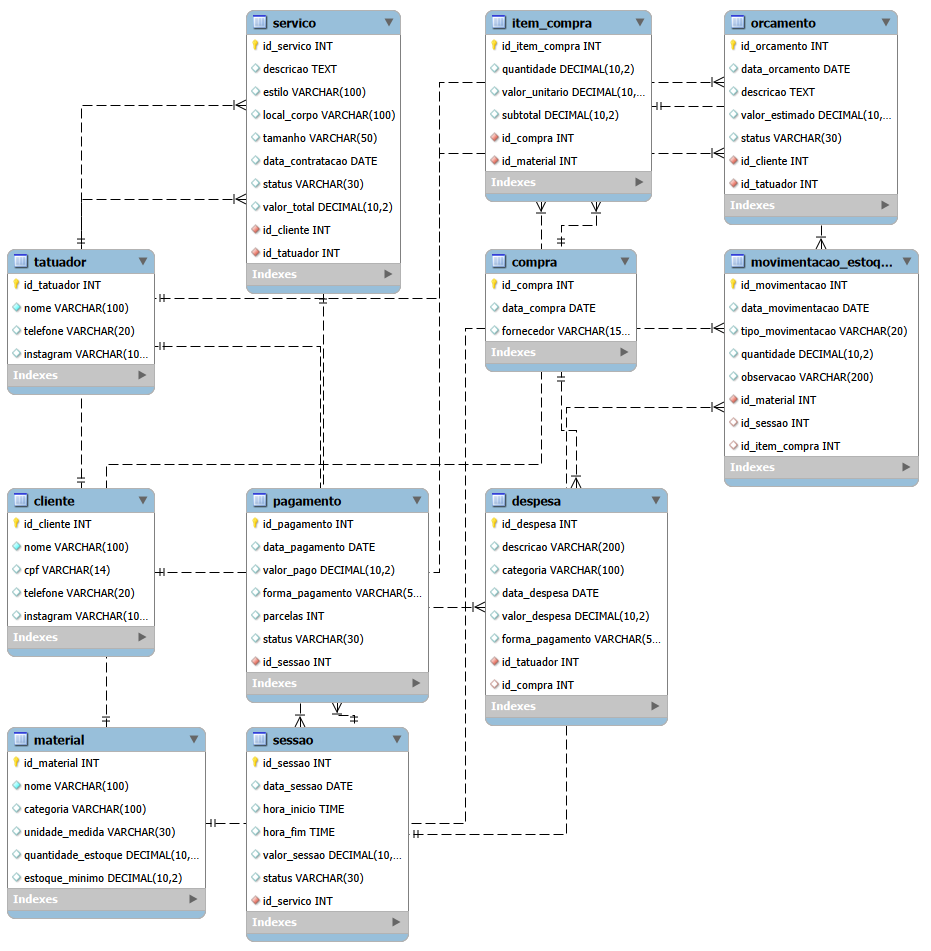 servico
id_servico INT
descricao TEXT
estilo VARCHAR(100)
local_corpo VARCHAR(100)
tamanho VARCHAR(50)
data_contratacao DATE
status VARCHAR(30)
valor_total DECIMAL(10,2)
id_cliente INT
id_tatuador INT
Indexes
item_compra
id_item_compra INT
quantidade DECIMAL(10,2)
valor_unitario DECIMAL(10,...
subtotal DECIMAL(10,2)
id_compra INT
id_material INT
Indexes
orcamento
id_orcamento INT
data_orcamento DATE
descricao TEXT
valor_estimado DECIMAL(10,...
status VARCHAR(30)
id_cliente INT
id_tatuador INT
Indexes
tatuador
id_tatuador INT
nome VARCHAR(100)
telefone VARCHAR(20)
instagram VARCHAR(10...
Indexes
compra
id_compra INT
data_compra DATE
fornecedor VARCHAR(15...
Indexes
movimentacao_estoq...
id_movimentacao INT
data_movimentacao DATE
tipo_movimentacao VARCHAR(20)
quantidade DECIMAL(10,2)
observacao VARCHAR(200)
id_material INT
id_sessao INT
id_item_compra INT
Indexes
cliente
id_cliente INT
nome VARCHAR(100)
cpf VARCHAR(14)
telefone VARCHAR(20)
instagram VARCHAR(10...
Indexes
pagamento
id_pagamento INT
data_pagamento DATE
valor_pago DECIMAL(10,2)
forma_pagamento VARCHAR(5...
parcelas INT
status VARCHAR(30)
id_sessao INT
Indexes
despesa
id_despesa INT
descricao VARCHAR(200)
categoria VARCHAR(100)
data_despesa DATE
valor_despesa DECIMAL(10,2)
forma_pagamento VARCHAR(5...
id_tatuador INT
id_compra INT
Indexes
material
id_material INT
nome VARCHAR(100)
categoria VARCHAR(100)
unidade_medida VARCHAR(30)
quantidade_estoque DECIMAL(10,...
estoque_minimo DECIMAL(10,2)
Indexes
sessao
id_sessao INT
data_sessao DATE
hora_inicio TIME
hora_fim TIME
valor_sessao DECIMAL(10,...
status VARCHAR(30)
id_servico INT
Indexes